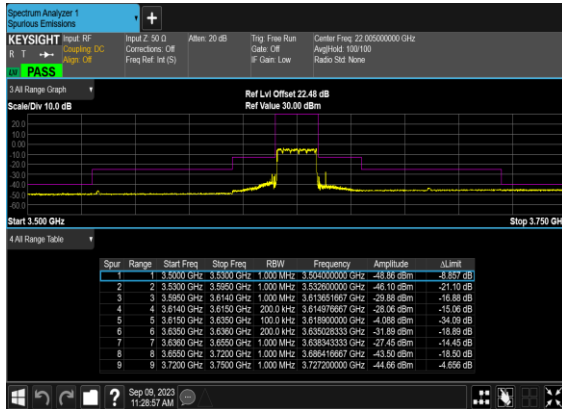 Spectrum Analyzer 1
Spurious Emissions
KEYSIGHT Input: RF Input Z: 50 Ω Atten: 20 dB Trig: Free Run Center Freq: 22.005000000 GHz
R T Coupling: DC Corrections: Off Gate: Off Avg|Hold: 100/100
Align: Off Freq Ref: Int (S) IF Gain: Low Radio Std: None
PASS
3 All Range Graph
Ref Lvl Offset 22.48 dB
Scale/Div 10.0 dB Ref Value 30.00 dBm
20.0
10.0
0.00
-10.0
-20.0
-30.0
-40.0
-50.0
-60.0
Start 3.500 GHz Stop 3.750 GHz
4 All Range Table
Spur Range Start Freq Stop Freq RBW Frequency Amplitude ΔLimit
1 1 3.5000 GHz 3.5300 GHz 1.000 MHz 3.504000000 GHz -48.86 dBm -8.857 dB
2 2 3.5300 GHz 3.5950 GHz 1.000 MHz 3.532600000 GHz -46.10 dBm -21.10 dB
3 3 3.5950 GHz 3.6140 GHz 1.000 MHz 3.613651667 GHz -29.88 dBm -16.88 dB
4 4 3.6140 GHz 3.6150 GHz 200.0 kHz 3.614976667 GHz -28.06 dBm -15.06 dB
5 5 3.6150 GHz 3.6350 GHz 100.0 kHz 3.618900000 GHz -4.088 dBm -34.09 dB
6 6 3.6350 GHz 3.6360 GHz 200.0 kHz 3.635028333 GHz -31.89 dBm -18.89 dB
7 7 3.6360 GHz 3.6550 GHz 1.000 MHz 3.638343333 GHz -27.45 dBm -14.45 dB
8 8 3.6550 GHz 3.7200 GHz 1.000 MHz 3.686416667 GHz -43.50 dBm -18.50 dB
9 9 3.7200 GHz 3.7500 GHz 1.000 MHz 3.727200000 GHz -44.66 dBm -4.656 dB
Sep 09, 2023
11:28:57 AM